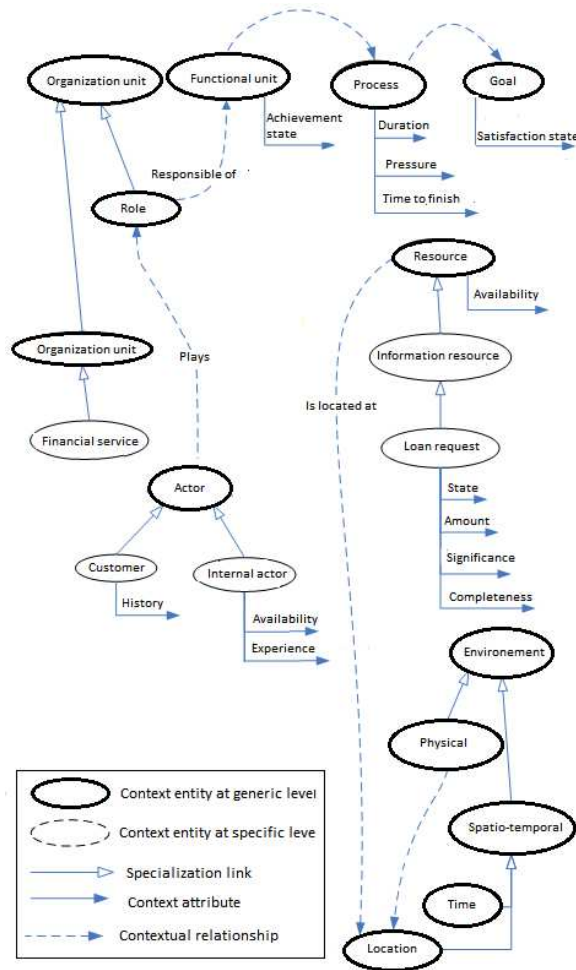 Organization unit
Functional unit
Process
Goal
Achievement
state
Duration
Satisfaction state
Pressure
Responsible of
Time to finish
Role
Resource
Availability
Organization unit
Plays
Information resource
Is located at
Financial service
Loan request
State
Actor
Amount
Significance
Customer
Internal actor
Completeness
History
Availability
Experience
Environement
Physical
Context entity at generic level
Context entity at specific leve
Spatio-temporal
Specialization link
Context attribute
Time
Contextual relationship
Location